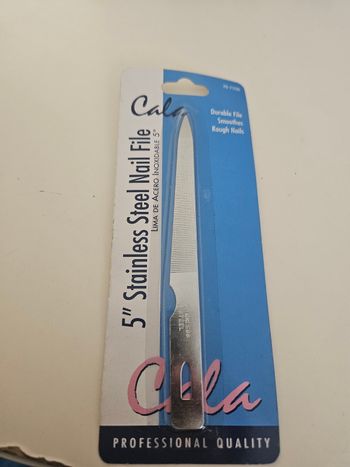 Cala
Durable File
Smoothes
Rough Nails
5" Stainless Steel Nail File
LIMA DE ACERO INOXIDABLE 5"
Cala
PROFESSIONAL QUALITY